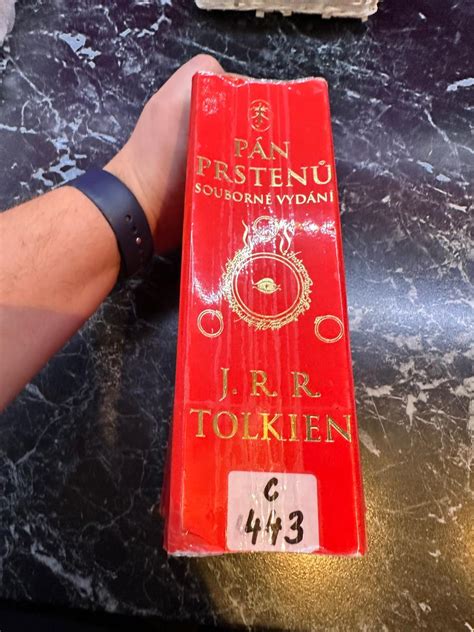 PÁN
PRSTENŮ
SOUBORNÉ VYDÁNÍ
J. R. R.
TOLKIEN
C
443